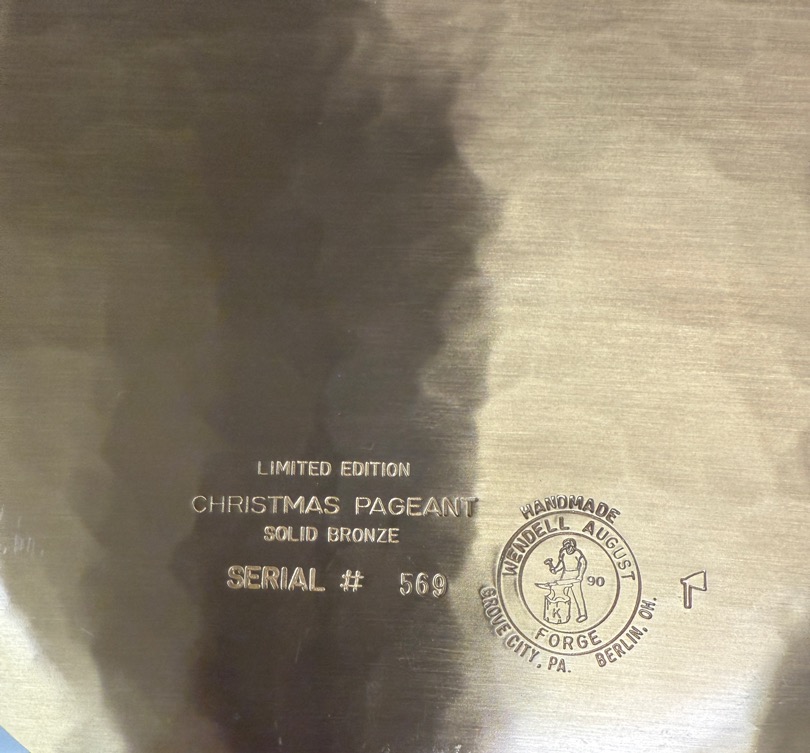 LIMITED EDITION
CHRISTMAS PAGEANT
SOLID BRONZE
SERIAL # 569
HANDMADE
WENDELL AUGUST
90
K
FORGE
GROVE CITY, PA. BERLIN, OH.